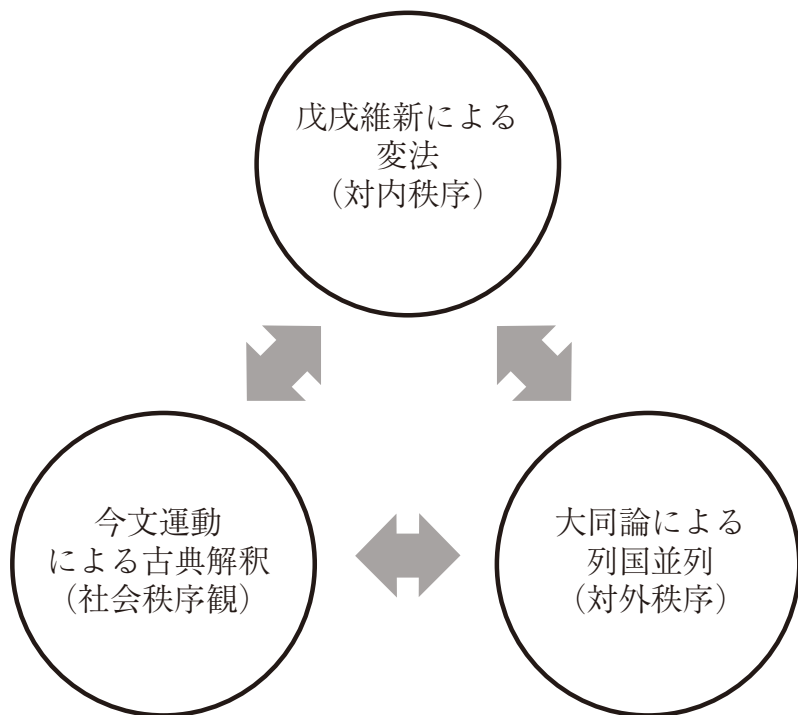 戊戌維新による
変法
（対内秩序）
今文運動
による古典解釈
（社会秩序観）
大同論による
列国並列
（対外秩序）